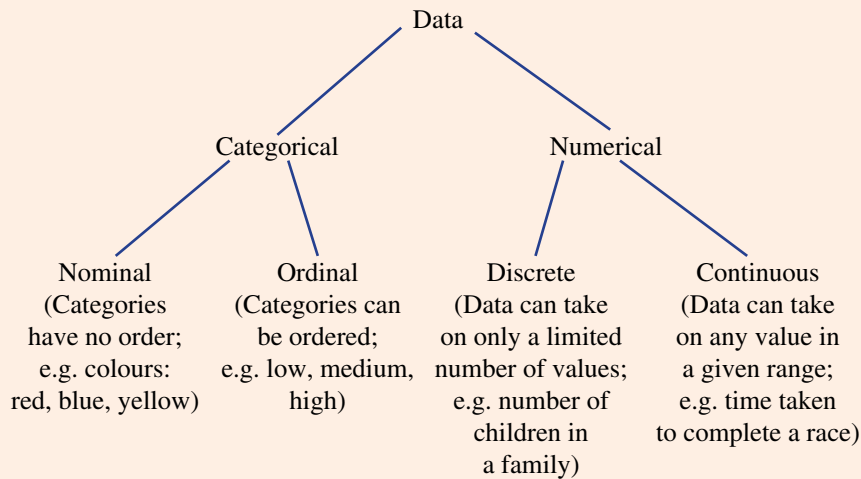 Data
Categorical
Numerical
Nominal
(Categories
have no order;
e.g. colours:
red, blue, yellow)
Ordinal
(Categories can
be ordered;
e.g. low, medium,
high)
Discrete
(Data can take
on only a limited
number of values;
e.g. number of
children in
a family)
Continuous
(Data can take
on any value in
a given range;
e.g. time taken
to complete a race)